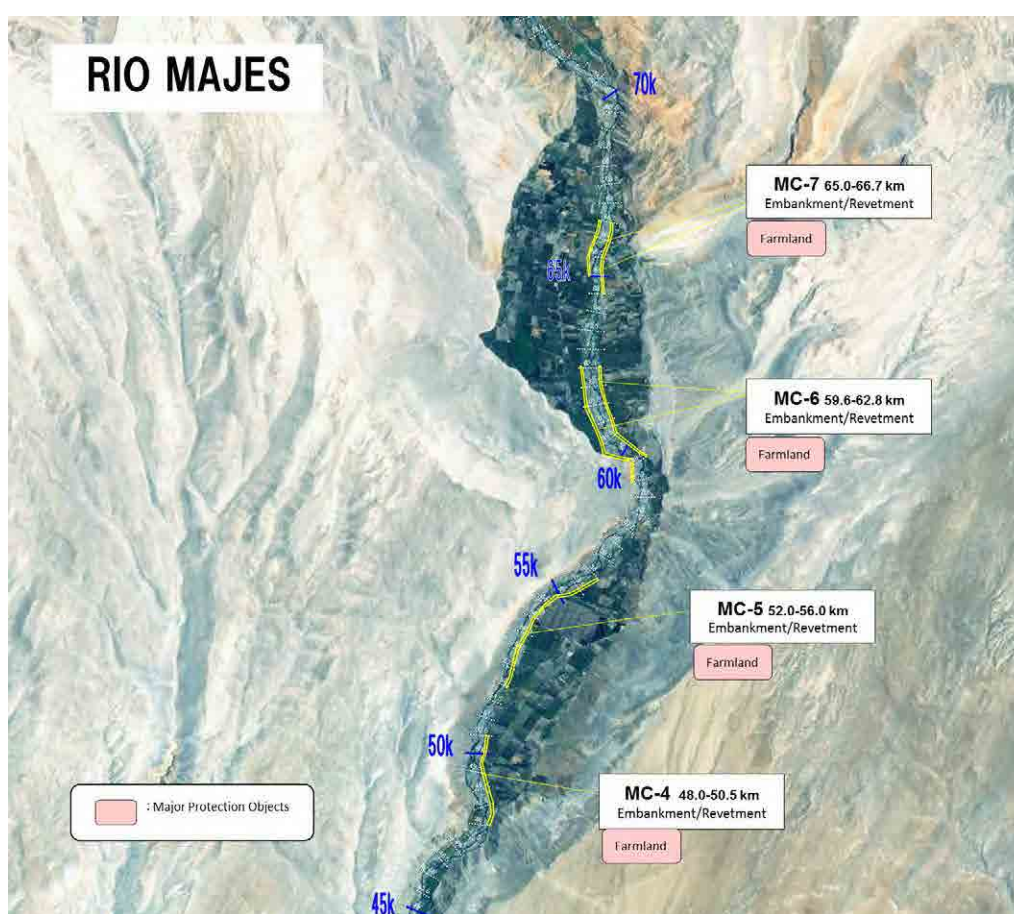 RIO MAJES
70k
MC-7 65.0-66.7 km
Embankment/Revetment
Farmland
65k
MC-6 59.6-62.8 km
Embankment/Revetment
Farmland
60k
55k
MC-5 52.0-56.0 km
Embankment/Revetment
Farmland
50k
MC-4 48.0-50.5 km
Embankment/Revetment
Farmland
: Major Protection Objects
45k